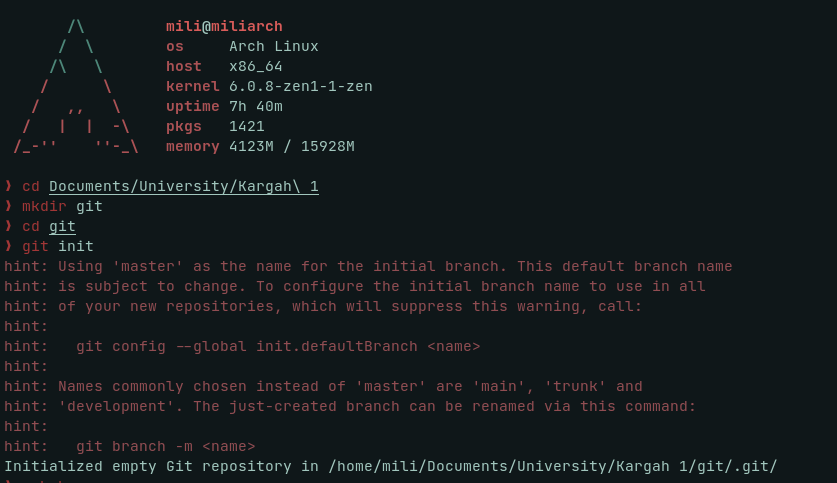 mili@miliarch
os Arch Linux
host x86_64
kernel 6.0.8-zen1-1-zen
uptime 7h 40m
pkgs 1421
memory 4123M / 15928M
❫ cd Documents/University/Kargah\ 1
❫ mkdir git
❫ cd git
❫ git init
hint: Using 'master' as the name for the initial branch. This default branch name
hint: is subject to change. To configure the initial branch name to use in all
hint: of your new repositories, which will suppress this warning, call:
hint:
hint:   git config --global init.defaultBranch <name>
hint:
hint: Names commonly chosen instead of 'master' are 'main', 'trunk' and
hint: 'development'. The just-created branch can be renamed via this command:
hint:
hint:   git branch -m <name>
Initialized empty Git repository in /home/mili/Documents/University/Kargah 1/git/.git/